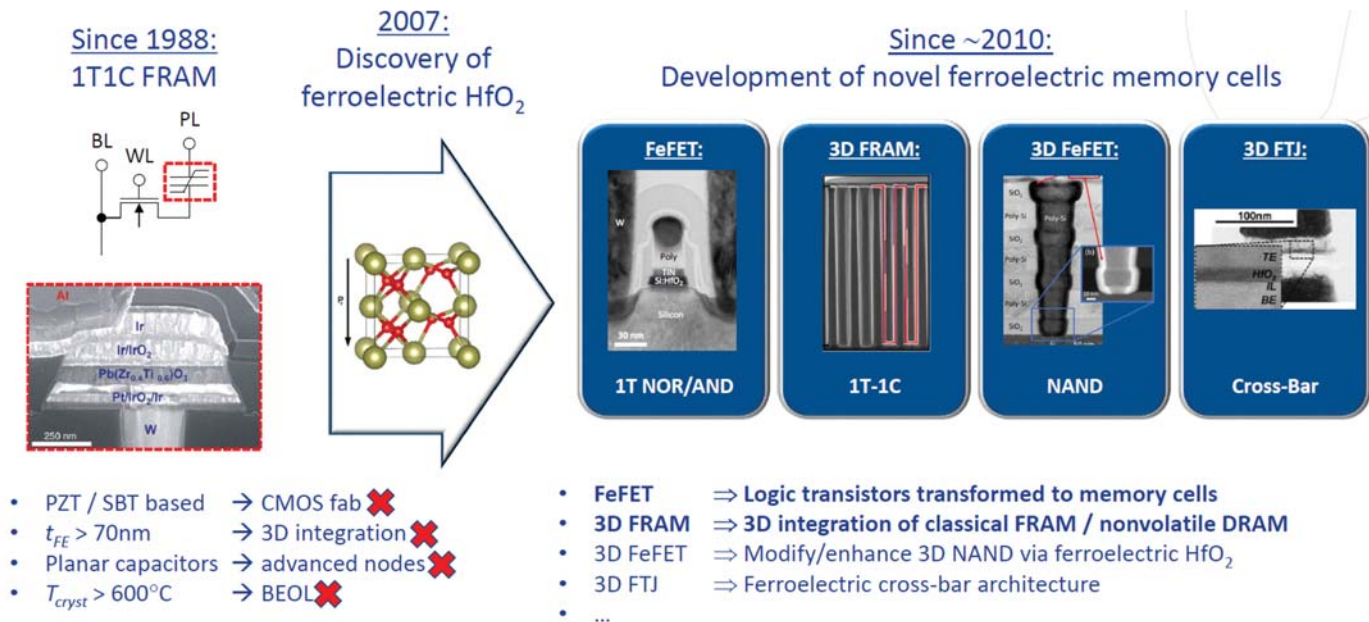 Since 1988:
1T1C FRAM
BL
WL
PL
Al
Ir
Ir/IrO₂
Pb(Zr₀.₄Ti₀.₆)O₃
Pt/IrO₂/Ir
W
250 nm
• PZT / SBT based → CMOS fab
• t_FE > 70nm → 3D integration
• Planar capacitors → advanced nodes
• T_cryst > 600°C → BEOL
2007:
Discovery of
ferroelectric HfO₂
Since ~2010:
Development of novel ferroelectric memory cells
FeFET:
W
Poly
TiN
Si:HfO₂
Silicon
30 nm
1T NOR/AND
3D FRAM:
1T-1C
3D FeFET:
SiO₂
Poly-Si
Poly-Si
SiO₂
Poly-Si
SiO₂
Poly-Si
SiO₂
(b)
NAND
3D FTJ:
100nm
TE
HfO₂
IL
BE
Cross-Bar
• FeFET ⇒ Logic transistors transformed to memory cells
• 3D FRAM ⇒ 3D integration of classical FRAM / nonvolatile DRAM
• 3D FeFET ⇒ Modify/enhance 3D NAND via ferroelectric HfO₂
• 3D FTJ ⇒ Ferroelectric cross-bar architecture
• ...